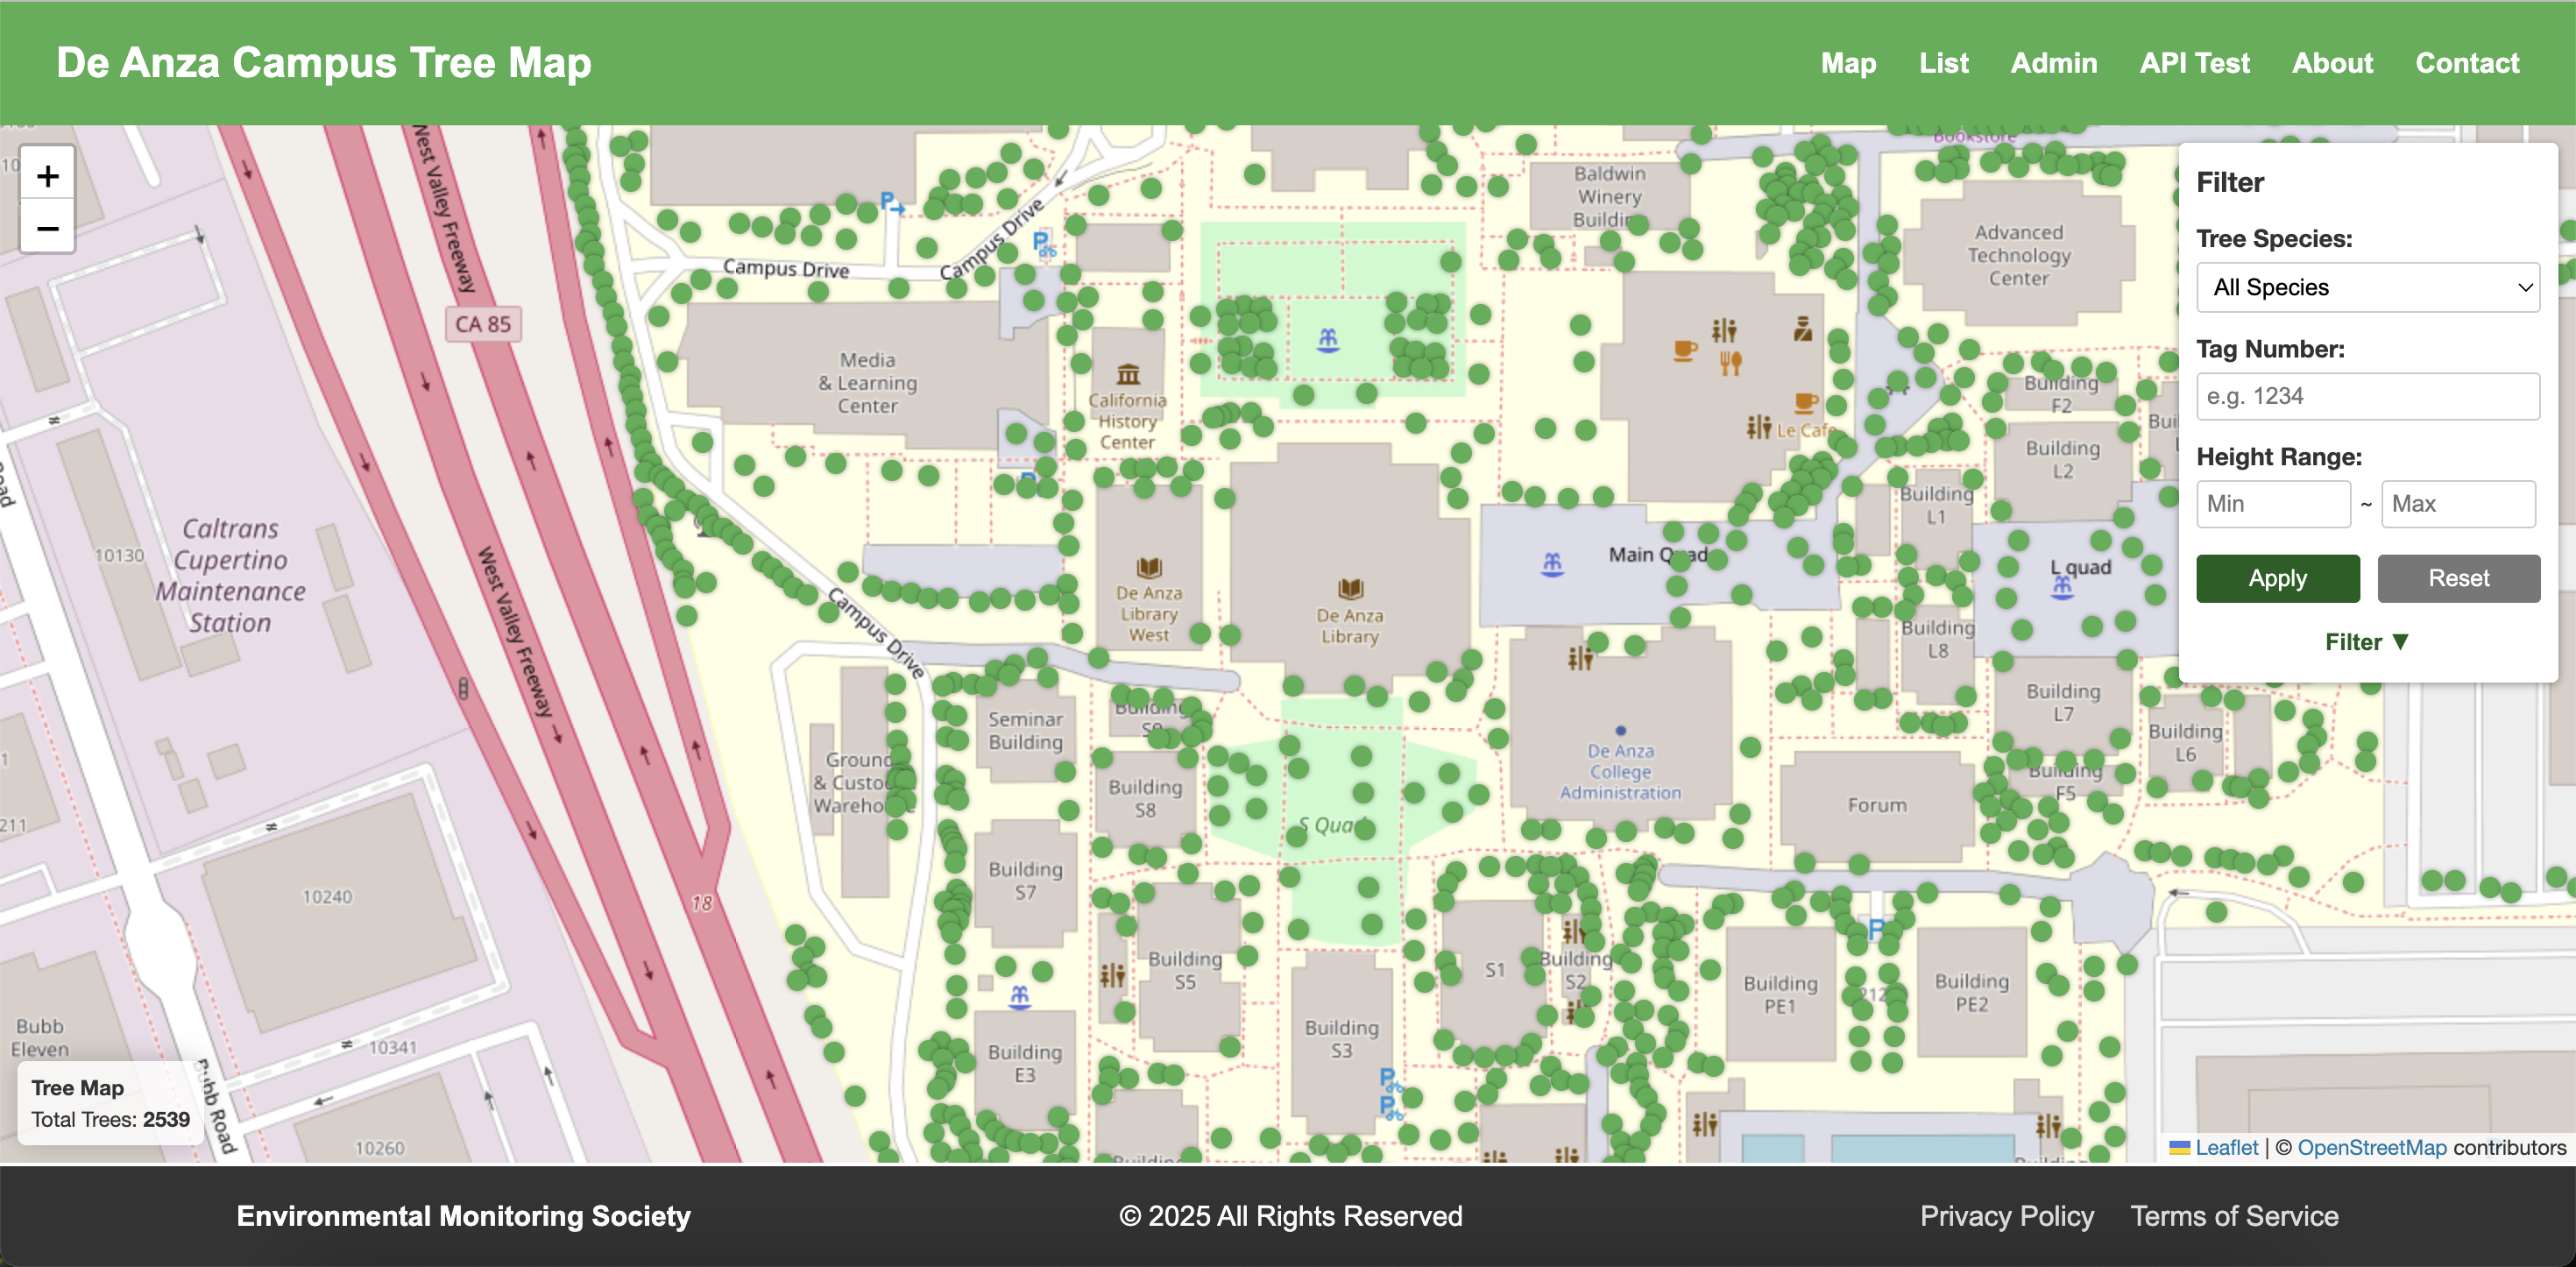 De Anza Campus Tree Map
Map
List
Admin
API Test
About
Contact
+
−
Filter
Tree Species:
All Species
Tag Number:
e.g. 1234
Height Range:
Min
~
Max
Apply
Reset
Filter ▼
Bookstore
Baldwin
Winery
Building
Advanced
Technology
Center
West Valley Freeway
CA 85
Campus Drive
Campus Drive
Media
& Learning
Center
California
History
Center
Le Cafe
Building
F2
Building
L2
Building
L1
Caltrans
Cupertino
Maintenance
Station
10130
West Valley Freeway
Main Quad
L quad
De Anza
Library
West
De Anza
Library
Campus Drive
Building
L8
Building
L7
Building
L6
Seminar
Building
Building
S9
De Anza
College
Administration
Building
F5
Building
S8
S Quad
Forum
10240
18
Building
S7
Building
S5
S1
Building
S2
Building
PE1
Building
PE2
Bubb
Eleven
10341
Building
S3
Building
E3
Bubb Road
10260
Tree Map
Total Trees: 2539
Leaflet | © OpenStreetMap contributors
Environmental Monitoring Society
© 2025 All Rights Reserved
Privacy Policy
Terms of Service